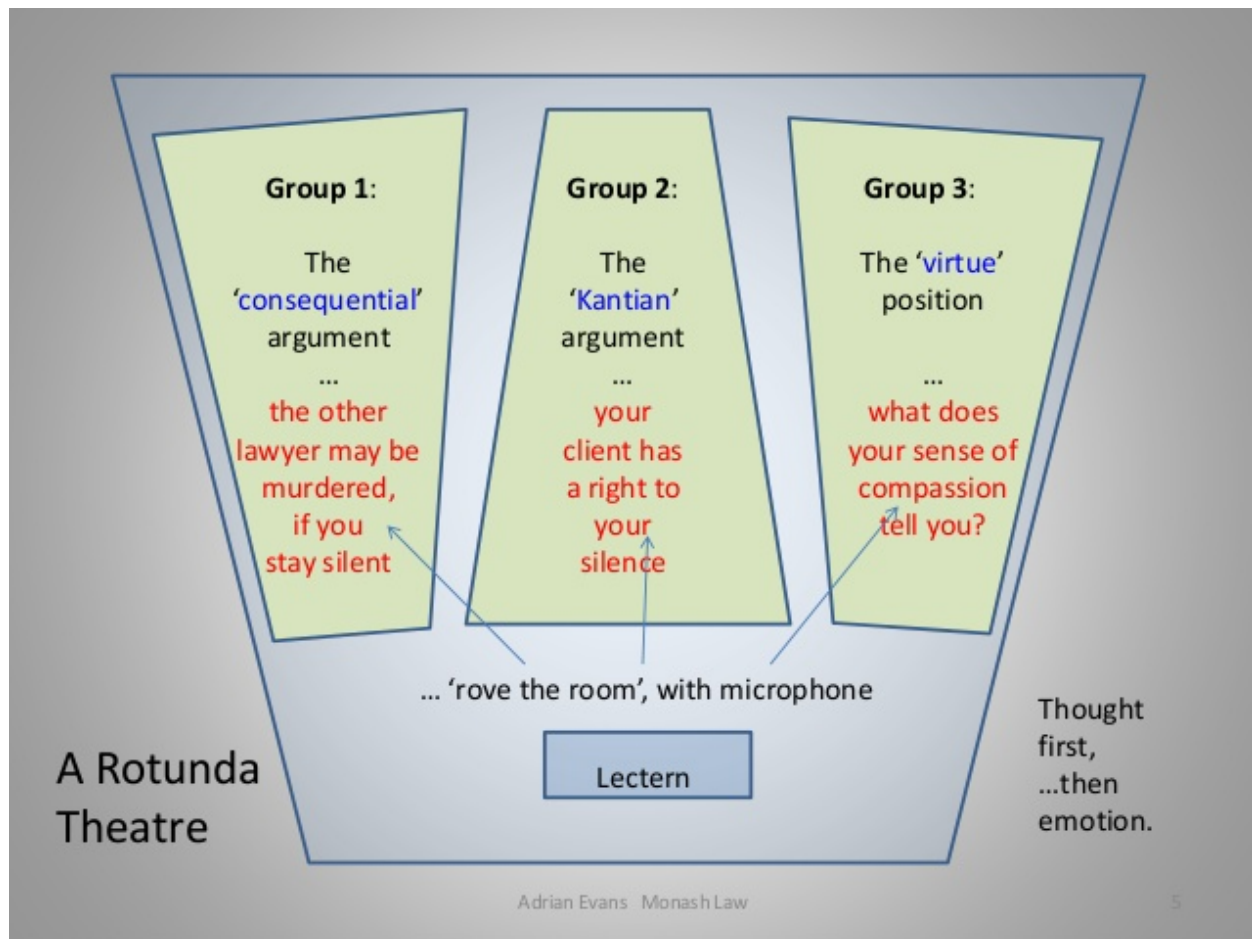 Group 1:
The
‘consequential’
argument
…
the other
lawyer may be
murdered,
if you
stay silent
Group 2:
The
‘Kantian’
argument
…
your
client has
a right to
your
silence
Group 3:
The ‘virtue’
position
…
what does
your sense of
compassion
tell you?
… ‘rove the room’, with microphone
Lectern
A Rotunda
Theatre
Thought
first,
…then
emotion.
Adrian Evans Monash Law
5